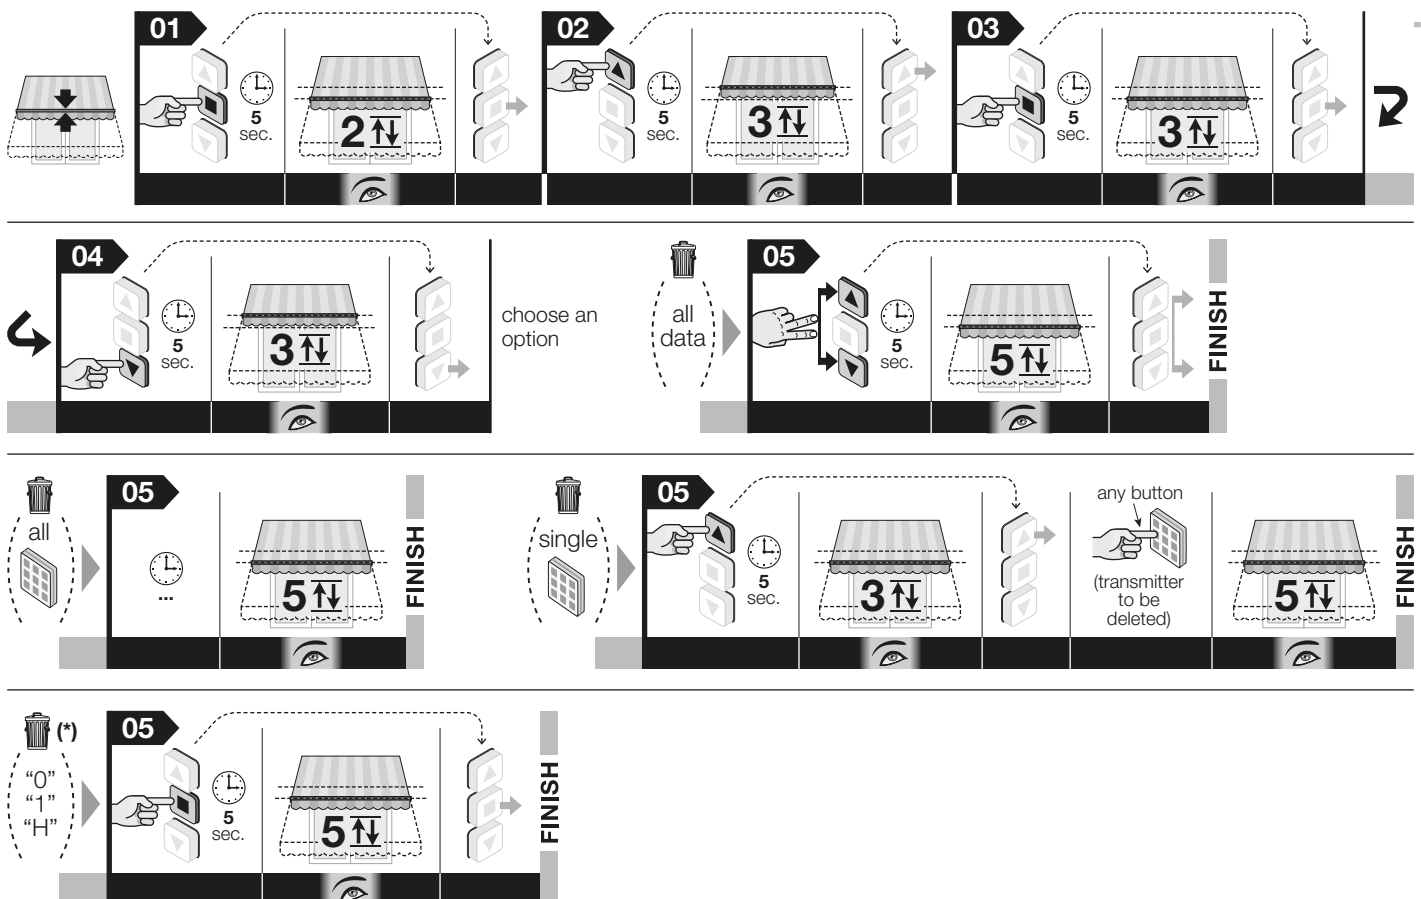 01
5
sec.
2
02
5
sec.
3
03
5
sec.
3
04
5
sec.
3
choose an
option
all
data
05
5
sec.
5
FINISH
all
05
...
5
FINISH
single
05
5
sec.
3
any button
(transmitter
to be
deleted)
5
FINISH
(*)
"0"
"1"
"H"
05
5
sec.
5
FINISH